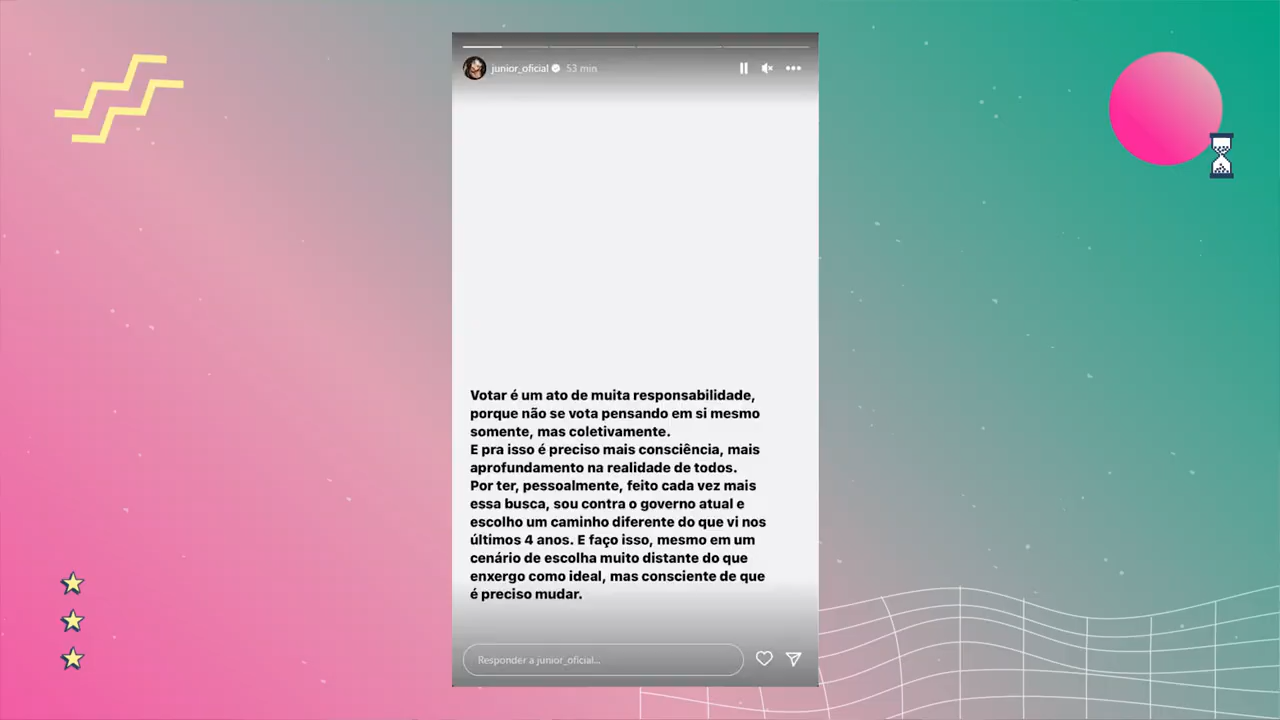 junior_oficial 53 min
Votar é um ato de muita responsabilidade,
porque não se vota pensando em si mesmo
somente, mas coletivamente.
E pra isso é preciso mais consciência, mais
aprofundamento na realidade de todos.
Por ter, pessoalmente, feito cada vez mais
essa busca, sou contra o governo atual e
escolho um caminho diferente do que vi nos
últimos 4 anos. E faço isso, mesmo em um
cenário de escolha muito distante do que
enxergo como ideal, mas consciente de que
é preciso mudar.
Responder a junior_oficial...